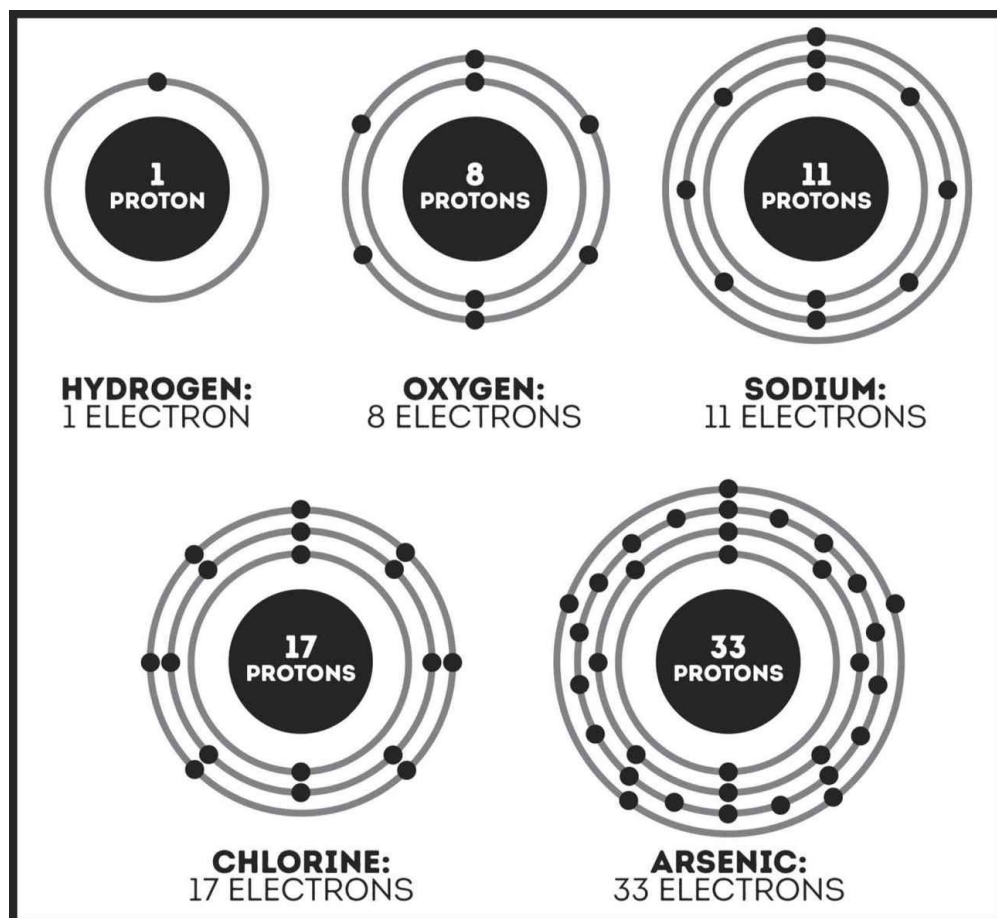 1
PROTON
8
PROTONS
11
PROTONS
HYDROGEN:
1 ELECTRON
OXYGEN:
8 ELECTRONS
SODIUM:
11 ELECTRONS
17
PROTONS
33
PROTONS
CHLORINE:
17 ELECTRONS
ARSENIC:
33 ELECTRONS